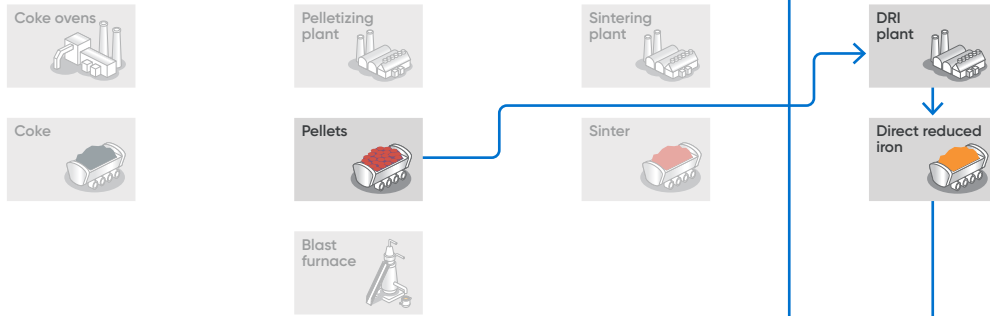 Coke ovens
Pelletizing
plant
Sintering
plant
DRI
plant
Coke
Pellets
Sinter
Direct reduced
iron
Blast
furnace